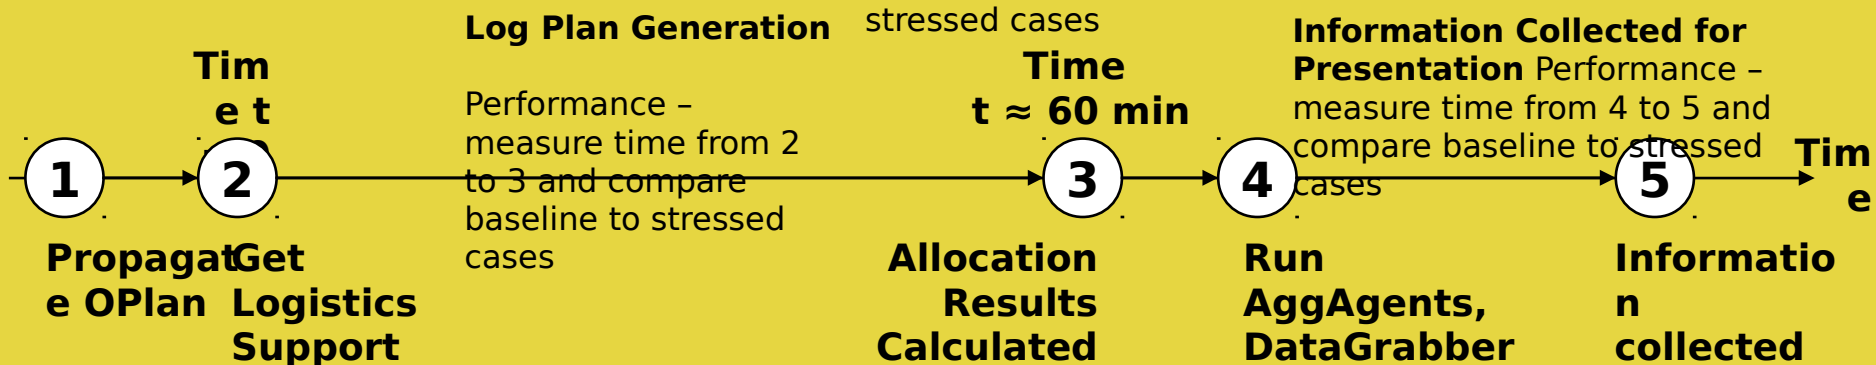 stressed cases
Log Plan Generation
Performance –
measure time from 2
to 3 and compare
baseline to stressed
cases
Information Collected for
Presentation Performance –
measure time from 4 to 5 and
compare baseline to stressed
cases
Tim
e t
Time
t ≈ 60 min
1
2
3
4
5
Tim
e
Propagat
e OPlan
Get
Logistics
Support
Allocation
Results
Calculated
Run
AggAgents,
DataGrabber
Informatio
n
collected